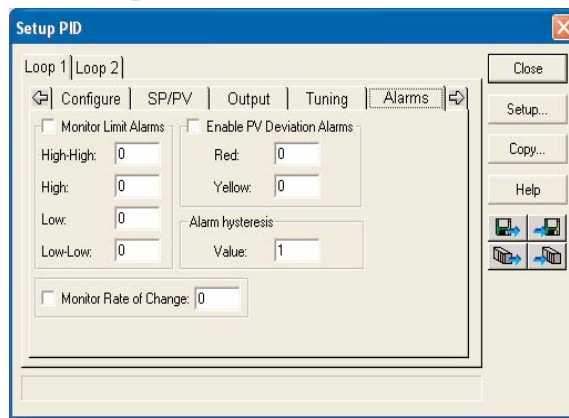 Setup PID
Loop 1 Loop 2
Configure SP/PV Output Tuning Alarms
Monitor Limit Alarms
High-High: 0
High: 0
Low: 0
Low-Low: 0
Enable PV Deviation Alarms
Red: 0
Yellow: 0
Alarm hysteresis
Value: 1
Monitor Rate of Change: 0
Close
Setup...
Copy...
Help